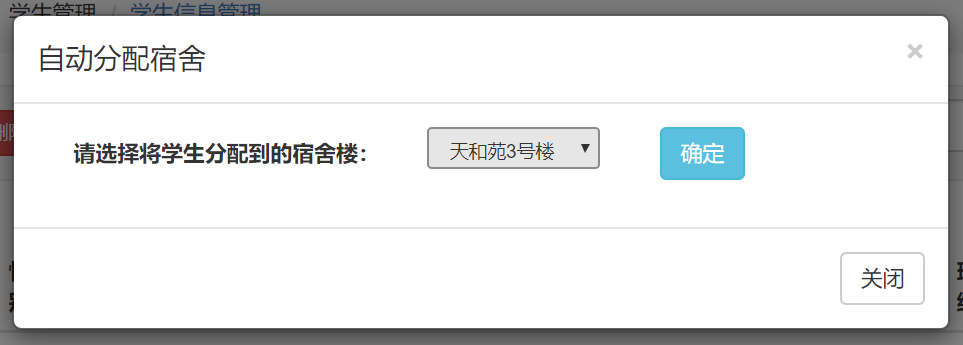 学生管理 / 学生信息管理
自动分配宿舍
×
请选择将学生分配到的宿舍楼：
天和苑3号楼
确定
关闭